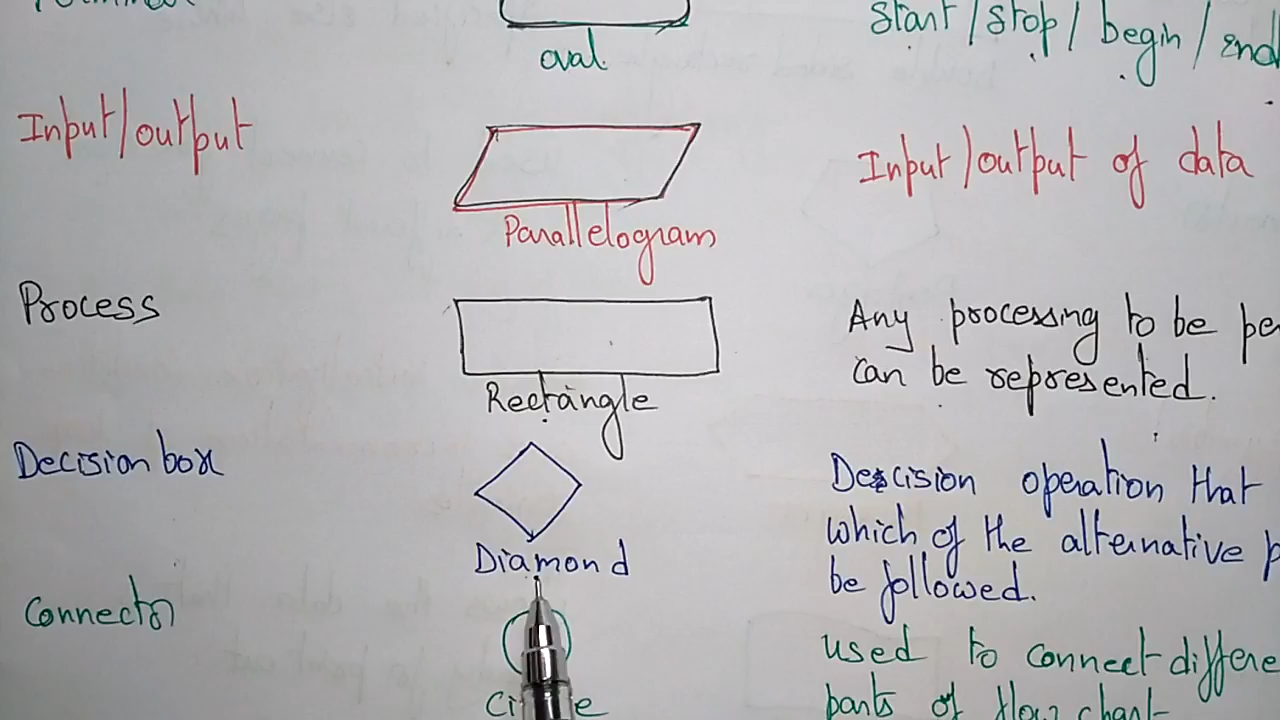 oval
Start/stop/begin/end
Input/output
Input/output of data
Parallelogram
Process
Any processing to be pe
can be represented.
Rectangle
Decision box
Decision operation that
which of the alternative p
be followed.
Diamond
Connector
used to connect differe
parts of flow chart